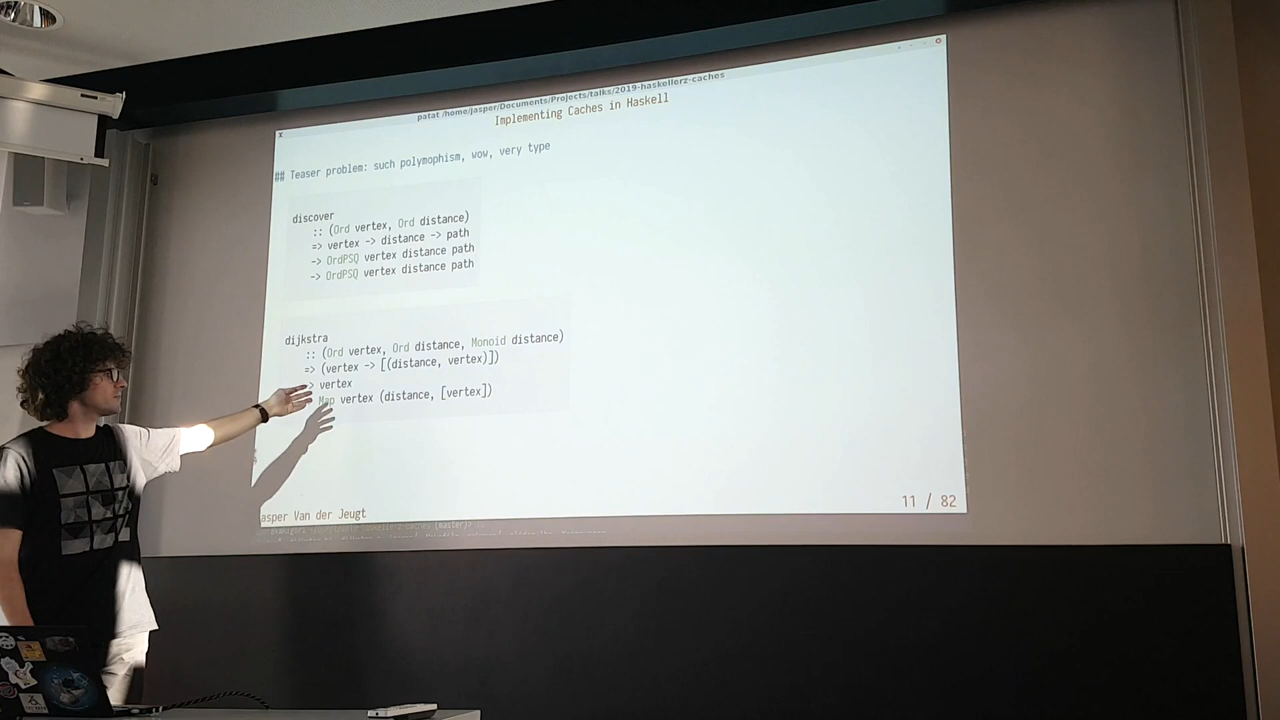 patat /home/jasper/Documents/Projects/talks/2019-haskellerz-caches
Implementing Caches in Haskell
## Teaser problem: such polymophism, wow, very type
discover
:: (Ord vertex, Ord distance)
=> vertex -> distance -> path
-> OrdPSQ vertex distance path
-> OrdPSQ vertex distance path
dijkstra
:: (Ord vertex, Ord distance, Monoid distance)
=> (vertex -> [(distance, vertex)])
-> vertex
Map vertex (distance, [vertex])
asper Van der Jeugt
11 / 82